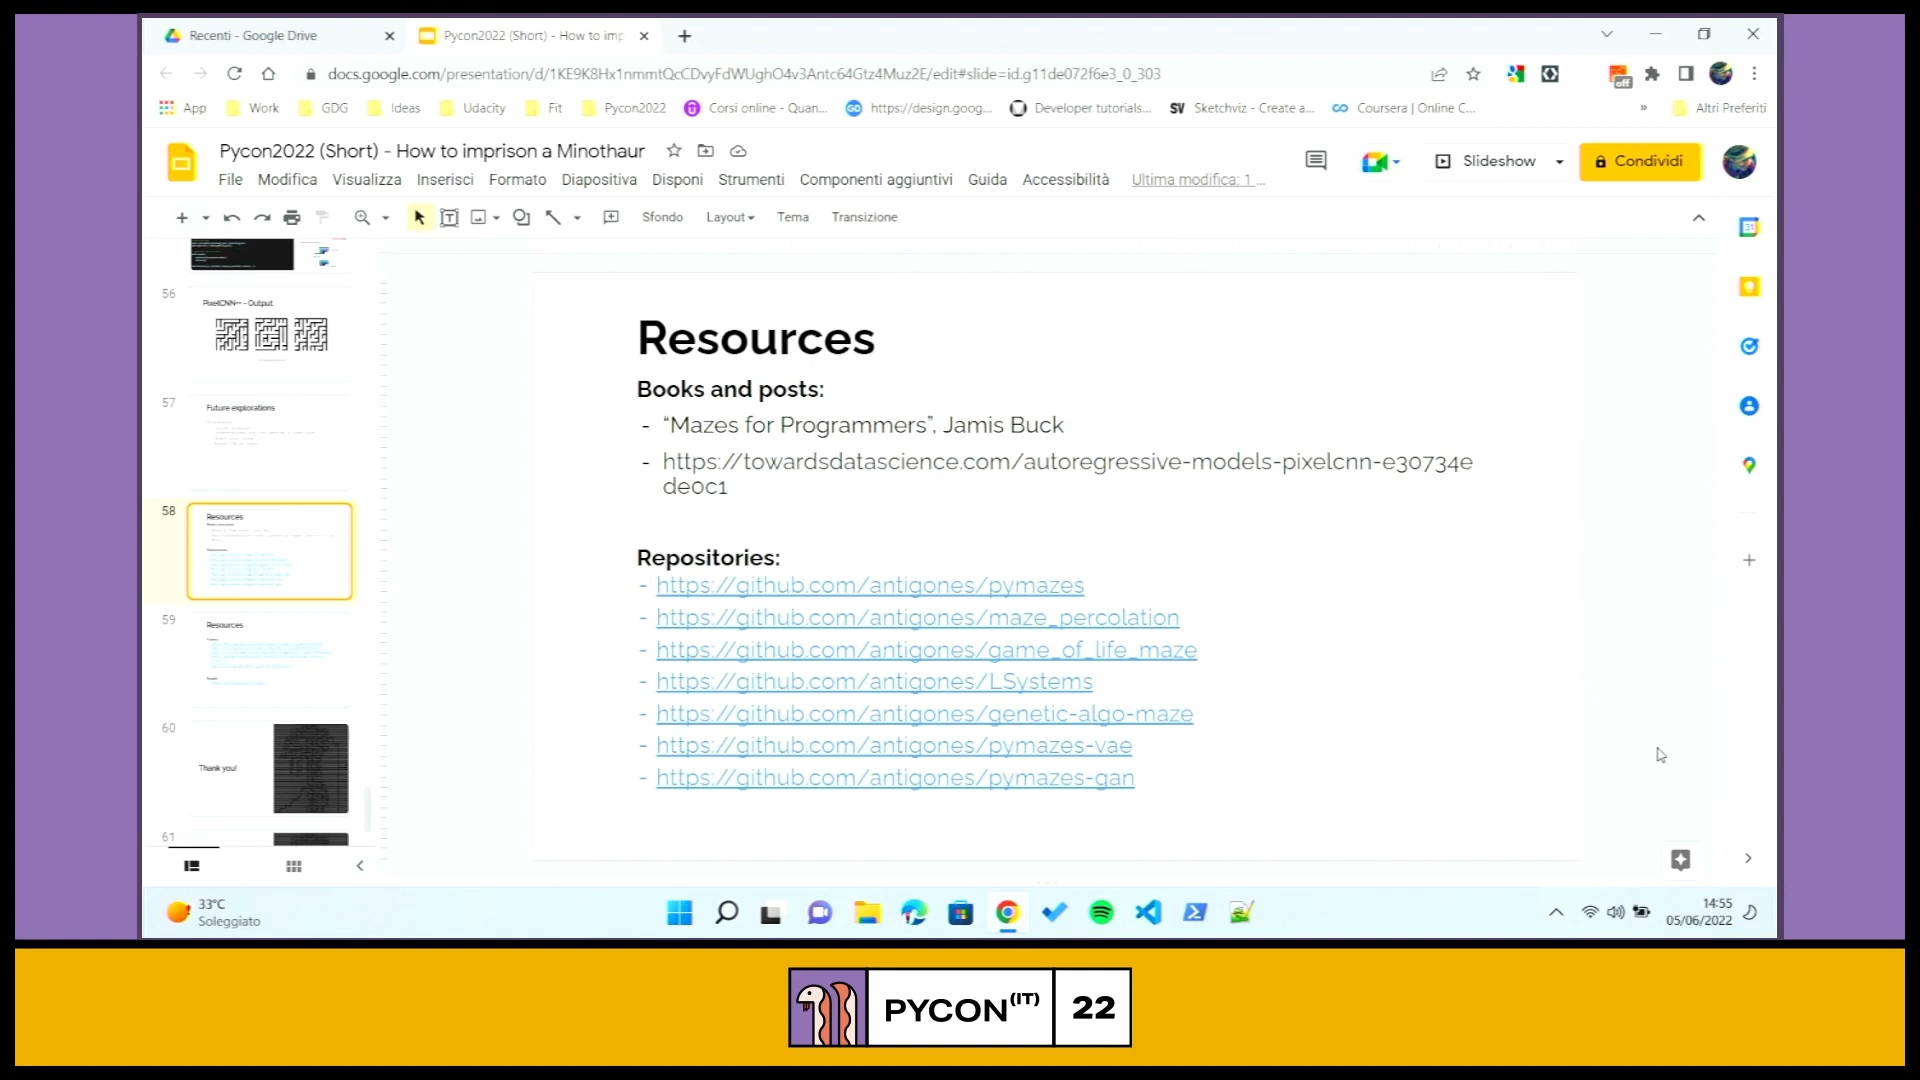 Recenti - Google Drive
Pycon2022 (Short) - How to imp
docs.google.com/presentation/d/1KE9K8Hx1nmmtQcCDvyFdWUghO4v3Antc64Gtz4Muz2E/edit#slide=id.g11de072f6e3_0_303
off
App
Work
GDG
Ideas
Udacity
Fit
Pycon2022
Corsi online - Quan...
https://design.goog...
Developer tutorials...
SV Sketchviz - Create a...
Coursera | Online C...
»
Altri Preferiti
Pycon2022 (Short) - How to imprison a Minothaur
Slideshow
Condividi
File Modifica Visualizza Inserisci Formato Diapositiva Disponi Strumenti Componenti aggiuntivi Guida Accessibilità Ultima modifica: 1 ...
Sfondo Layout Tema Transizione
56
PixelCNN++ - Output
57
Future explorations
58
Resources
59
Resources
60
Thank you!
61
Resources
Books and posts:
- "Mazes for Programmers", Jamis Buck
- https://towardsdatascience.com/autoregressive-models-pixelcnn-e30734e
de0c1
Repositories:
- https://github.com/antigones/pymazes
- https://github.com/antigones/maze_percolation
- https://github.com/antigones/game_of_life_maze
- https://github.com/antigones/LSystems
- https://github.com/antigones/genetic-algo-maze
- https://github.com/antigones/pymazes-vae
- https://github.com/antigones/pymazes-gan
31
33°C
Soleggiato
14:55
05/06/2022
PYCON(IT) 22